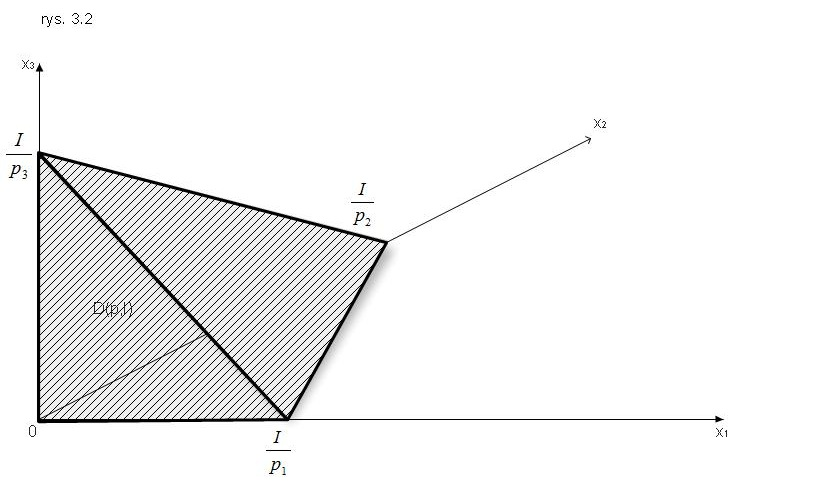 rys. 3.2
x₃
x₂
I/p₃
I/p₂
D(p,I)
0
x₁
I/p₁